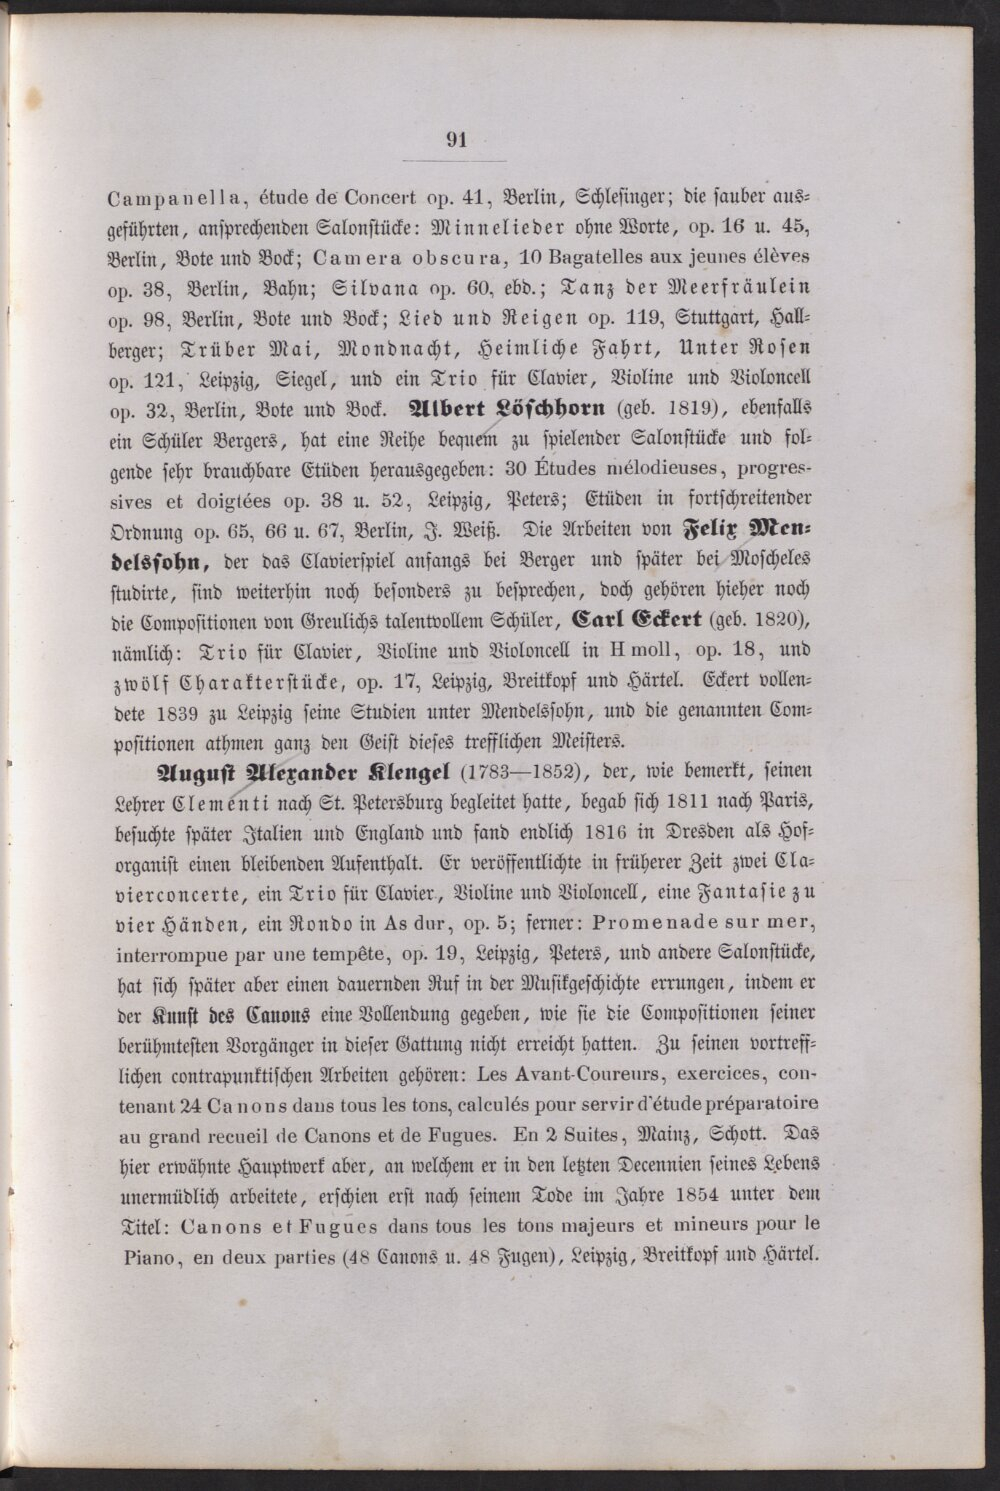 91
Campanella, étude de Concert op. 41, Berlin, Schlesinger; die sauber aus-
geführten, ansprechenden Salonstücke: Minnelieder ohne Worte, op. 16 u. 45,
Berlin, Bote und Bock; Camera obscura, 10 Bagatelles aux jeunes élèves
op. 38, Berlin, Bahn; Silvana op. 60, ebd.; Tanz der Meerfräulein
op. 98, Berlin, Bote und Bock; Lied und Reigen op. 119, Stuttgart, Hall-
berger; Trüber Mai, Mondnacht, Heimliche Fahrt, Unter Rosen
op. 121, Leipzig, Siegel, und ein Trio für Clavier, Violine und Violoncell
op. 32, Berlin, Bote und Bock. Albert Löschhorn (geb. 1819), ebenfalls
ein Schüler Bergers, hat eine Reihe bequem zu spielender Salonstücke und fol-
gende sehr brauchbare Etüden herausgegeben: 30 Études mélodieuses, progres-
sives et doigtées op. 38 u. 52, Leipzig, Peters; Etüden in fortschreitender
Ordnung op. 65, 66 u. 67, Berlin, J. Weiß. Die Arbeiten von Felix Men-
delssohn, der das Clavierspiel anfangs bei Berger und später bei Moscheles
studirte, sind weiterhin noch besonders zu besprechen, doch gehören hieher noch
die Compositionen von Greulichs talentvollem Schüler, Carl Eckert (geb. 1820),
nämlich: Trio für Clavier, Violine und Violoncell in H moll, op. 18, und
zwölf Charakterstücke, op. 17, Leipzig, Breitkopf und Härtel. Eckert vollen-
dete 1839 zu Leipzig seine Studien unter Mendelssohn, und die genannten Com-
positionen athmen ganz den Geist dieses trefflichen Meisters.
August Alexander Klengel (1783—1852), der, wie bemerkt, seinen
Lehrer Clementi nach St. Petersburg begleitet hatte, begab sich 1811 nach Paris,
besuchte später Italien und England und fand endlich 1816 in Dresden als Hof-
organist einen bleibenden Aufenthalt. Er veröffentlichte in früherer Zeit zwei Cla-
vierconcerte, ein Trio für Clavier, Violine und Violoncell, eine Fantasie zu
vier Händen, ein Rondo in As dur, op. 5; ferner: Promenade sur mer,
interrompue par une tempête, op. 19, Leipzig, Peters, und andere Salonstücke,
hat sich später aber einen dauernden Ruf in der Musikgeschichte errungen, indem er
der Kunst des Canons eine Vollendung gegeben, wie sie die Compositionen seiner
berühmtesten Vorgänger in dieser Gattung nicht erreicht hatten. Zu seinen vortreff-
lichen contrapunktischen Arbeiten gehören: Les Avant-Coureurs, exercices, con-
tenant 24 Canons dans tous les tons, calculés pour servir d'étude préparatoire
au grand recueil de Canons et de Fugues. En 2 Suites, Mainz, Schott. Das
hier erwähnte Hauptwerk aber, an welchem er in den letzten Decennien seines Lebens
unermüdlich arbeitete, erschien erst nach seinem Tode im Jahre 1854 unter dem
Titel: Canons et Fugues dans tous les tons majeurs et mineurs pour le
Piano, en deux parties (48 Canons u. 48 Fugen), Leipzig, Breitkopf und Härtel.